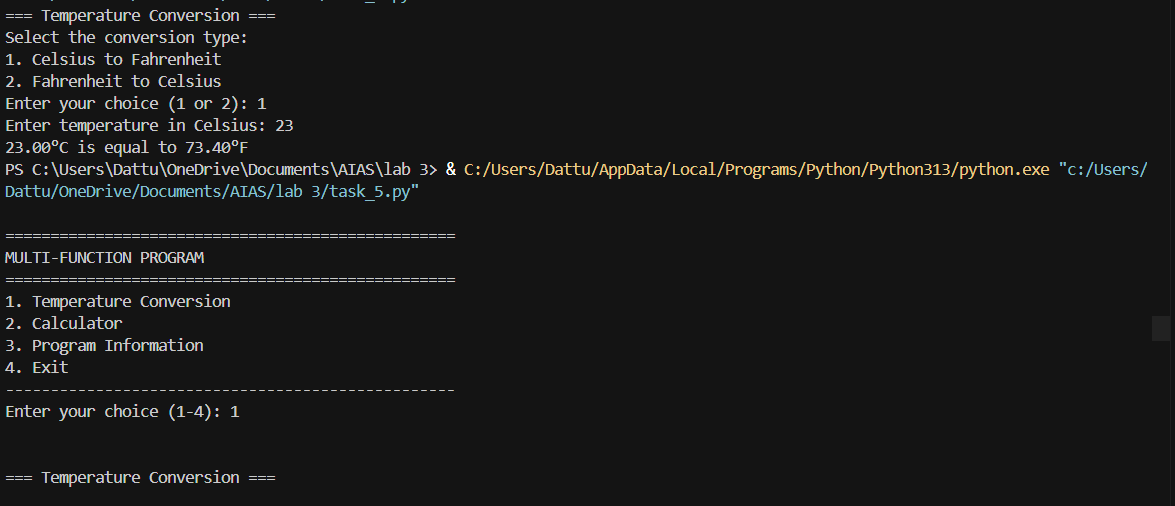 === Temperature Conversion ===
Select the conversion type:
1. Celsius to Fahrenheit
2. Fahrenheit to Celsius
Enter your choice (1 or 2): 1
Enter temperature in Celsius: 23
23.00°C is equal to 73.40°F
PS C:\Users\Dattu\OneDrive\Documents\AIAS\lab 3> & C:/Users/Dattu/AppData/Local/Programs/Python/Python313/python.exe "c:/Users/
Dattu/OneDrive/Documents/AIAS/lab 3/task_5.py"
==================================================
MULTI-FUNCTION PROGRAM
==================================================
1. Temperature Conversion
2. Calculator
3. Program Information
4. Exit
--------------------------------------------------
Enter your choice (1-4): 1
=== Temperature Conversion ===